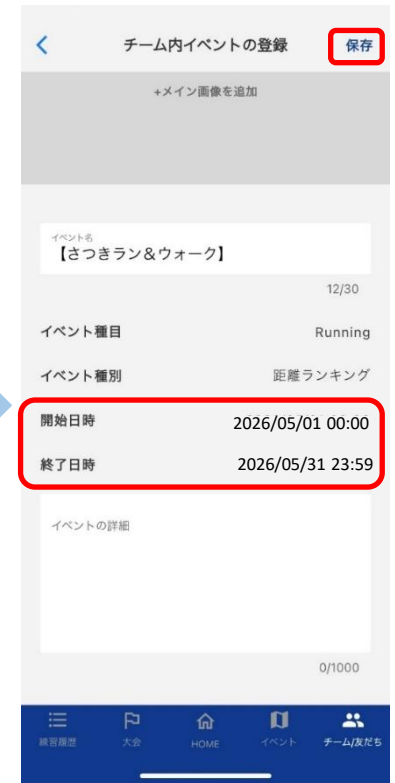 チーム内イベントの登録 保存
+メイン画像を追加
イベント名
【さつきラン＆ウォーク】
12/30
イベント種目 Running
イベント種別 距離ランキング
開始日時 2026/05/01 00:00
終了日時 2026/05/31 23:59
イベントの詳細
0/1000
練習履歴 大会 HOME イベント チーム/友だち